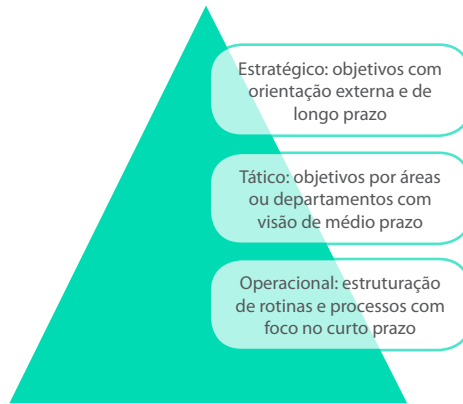 Estratégico: objetivos com
orientação externa e de
longo prazo
Tático: objetivos por áreas
ou departamentos com
visão de médio prazo
Operacional: estruturação
de rotinas e processos com
foco no curto prazo